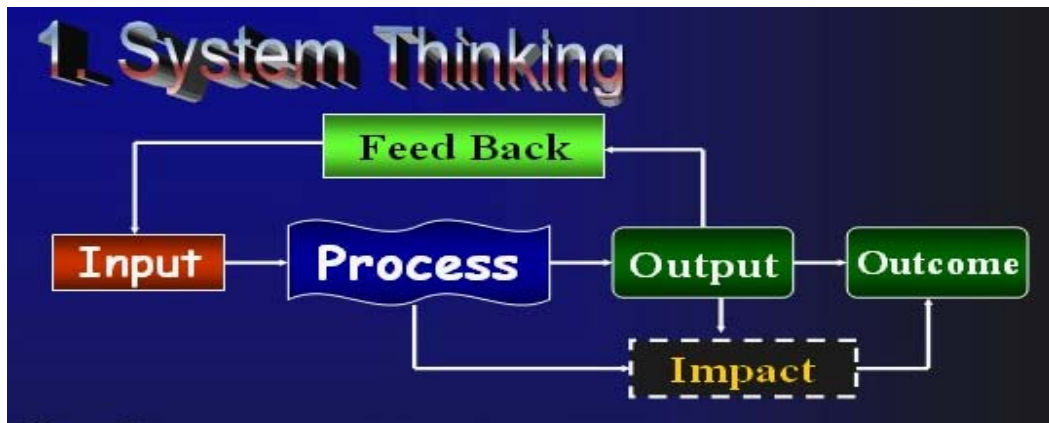 1. System Thinking
Feed Back
Input
Process
Output
Outcome
Impact